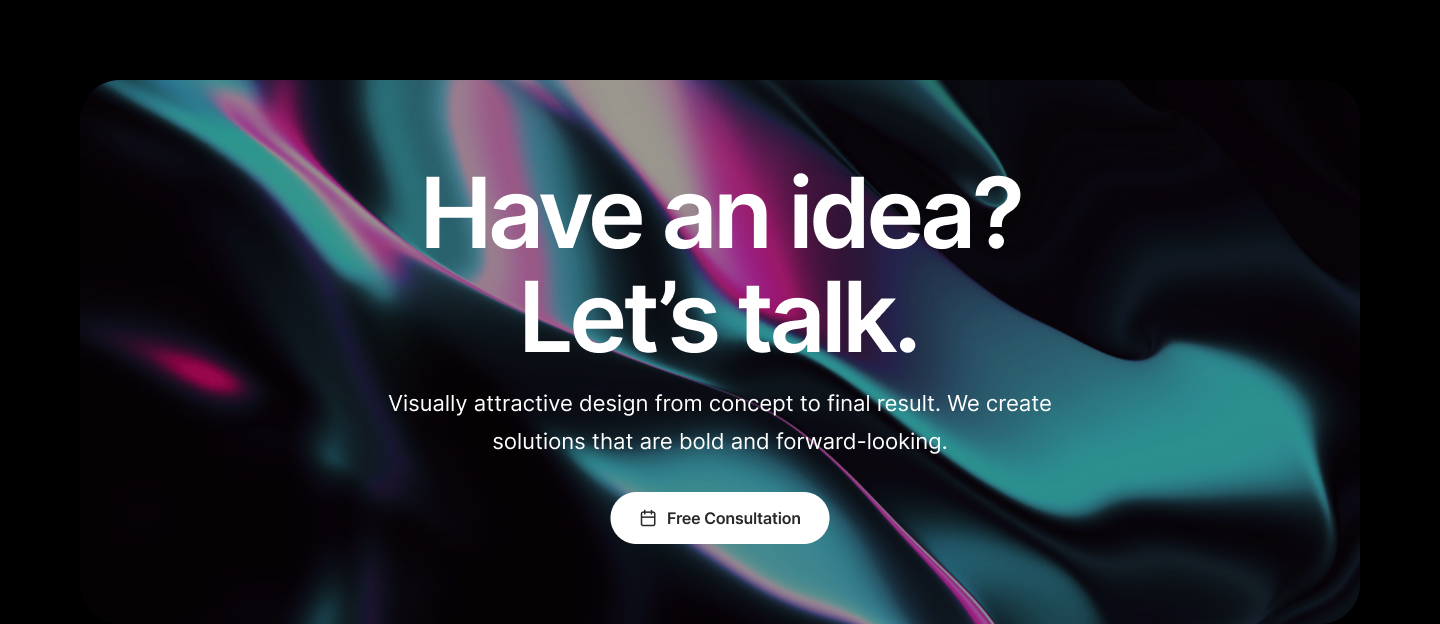 Have an idea?
Let’s talk.
Visually attractive design from concept to final result. We create
solutions that are bold and forward-looking.
Free Consultation